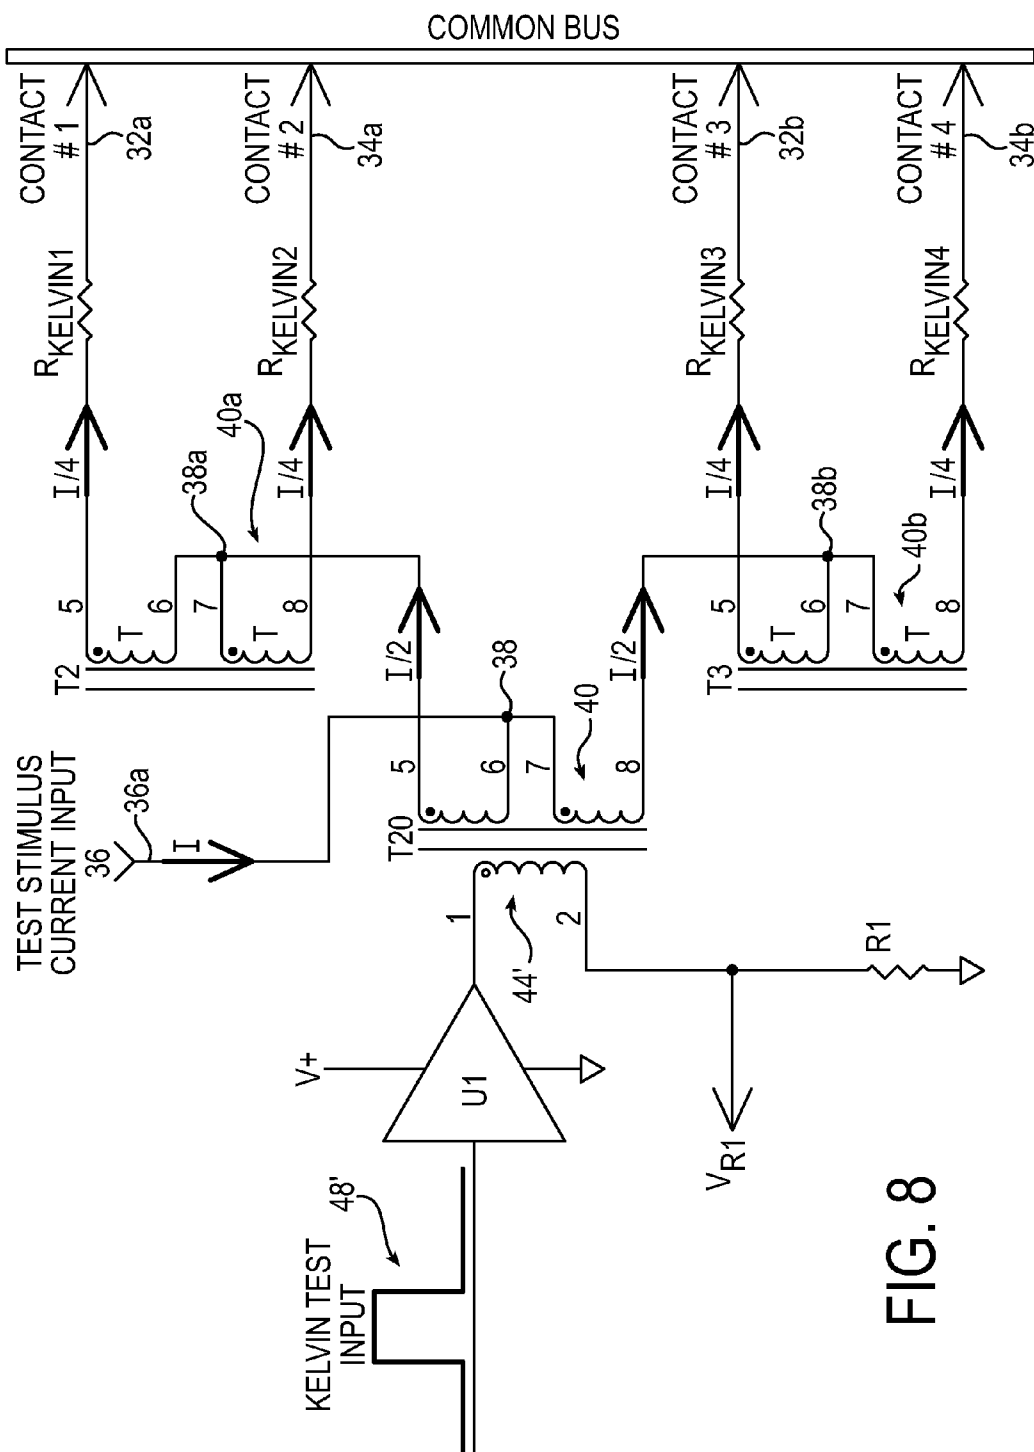 COMMON BUS
CONTACT
# 1
32a
CONTACT
# 2
34a
CONTACT
# 3
32b
CONTACT
# 4
34b
RKELVIN1
RKELVIN2
RKELVIN3
RKELVIN4
I/4
I/4
I/4
I/4
40a
38a
38b
40b
5
6
7
8
T
T
T2
5
6
7
8
T
T
T3
I/2
I/2
38
40
5
6
7
8
T20
TEST STIMULUS
CURRENT INPUT
36
36a
I
1
2
44'
R1
V+
U1
VR1
KELVIN TEST
INPUT
48'
FIG. 8